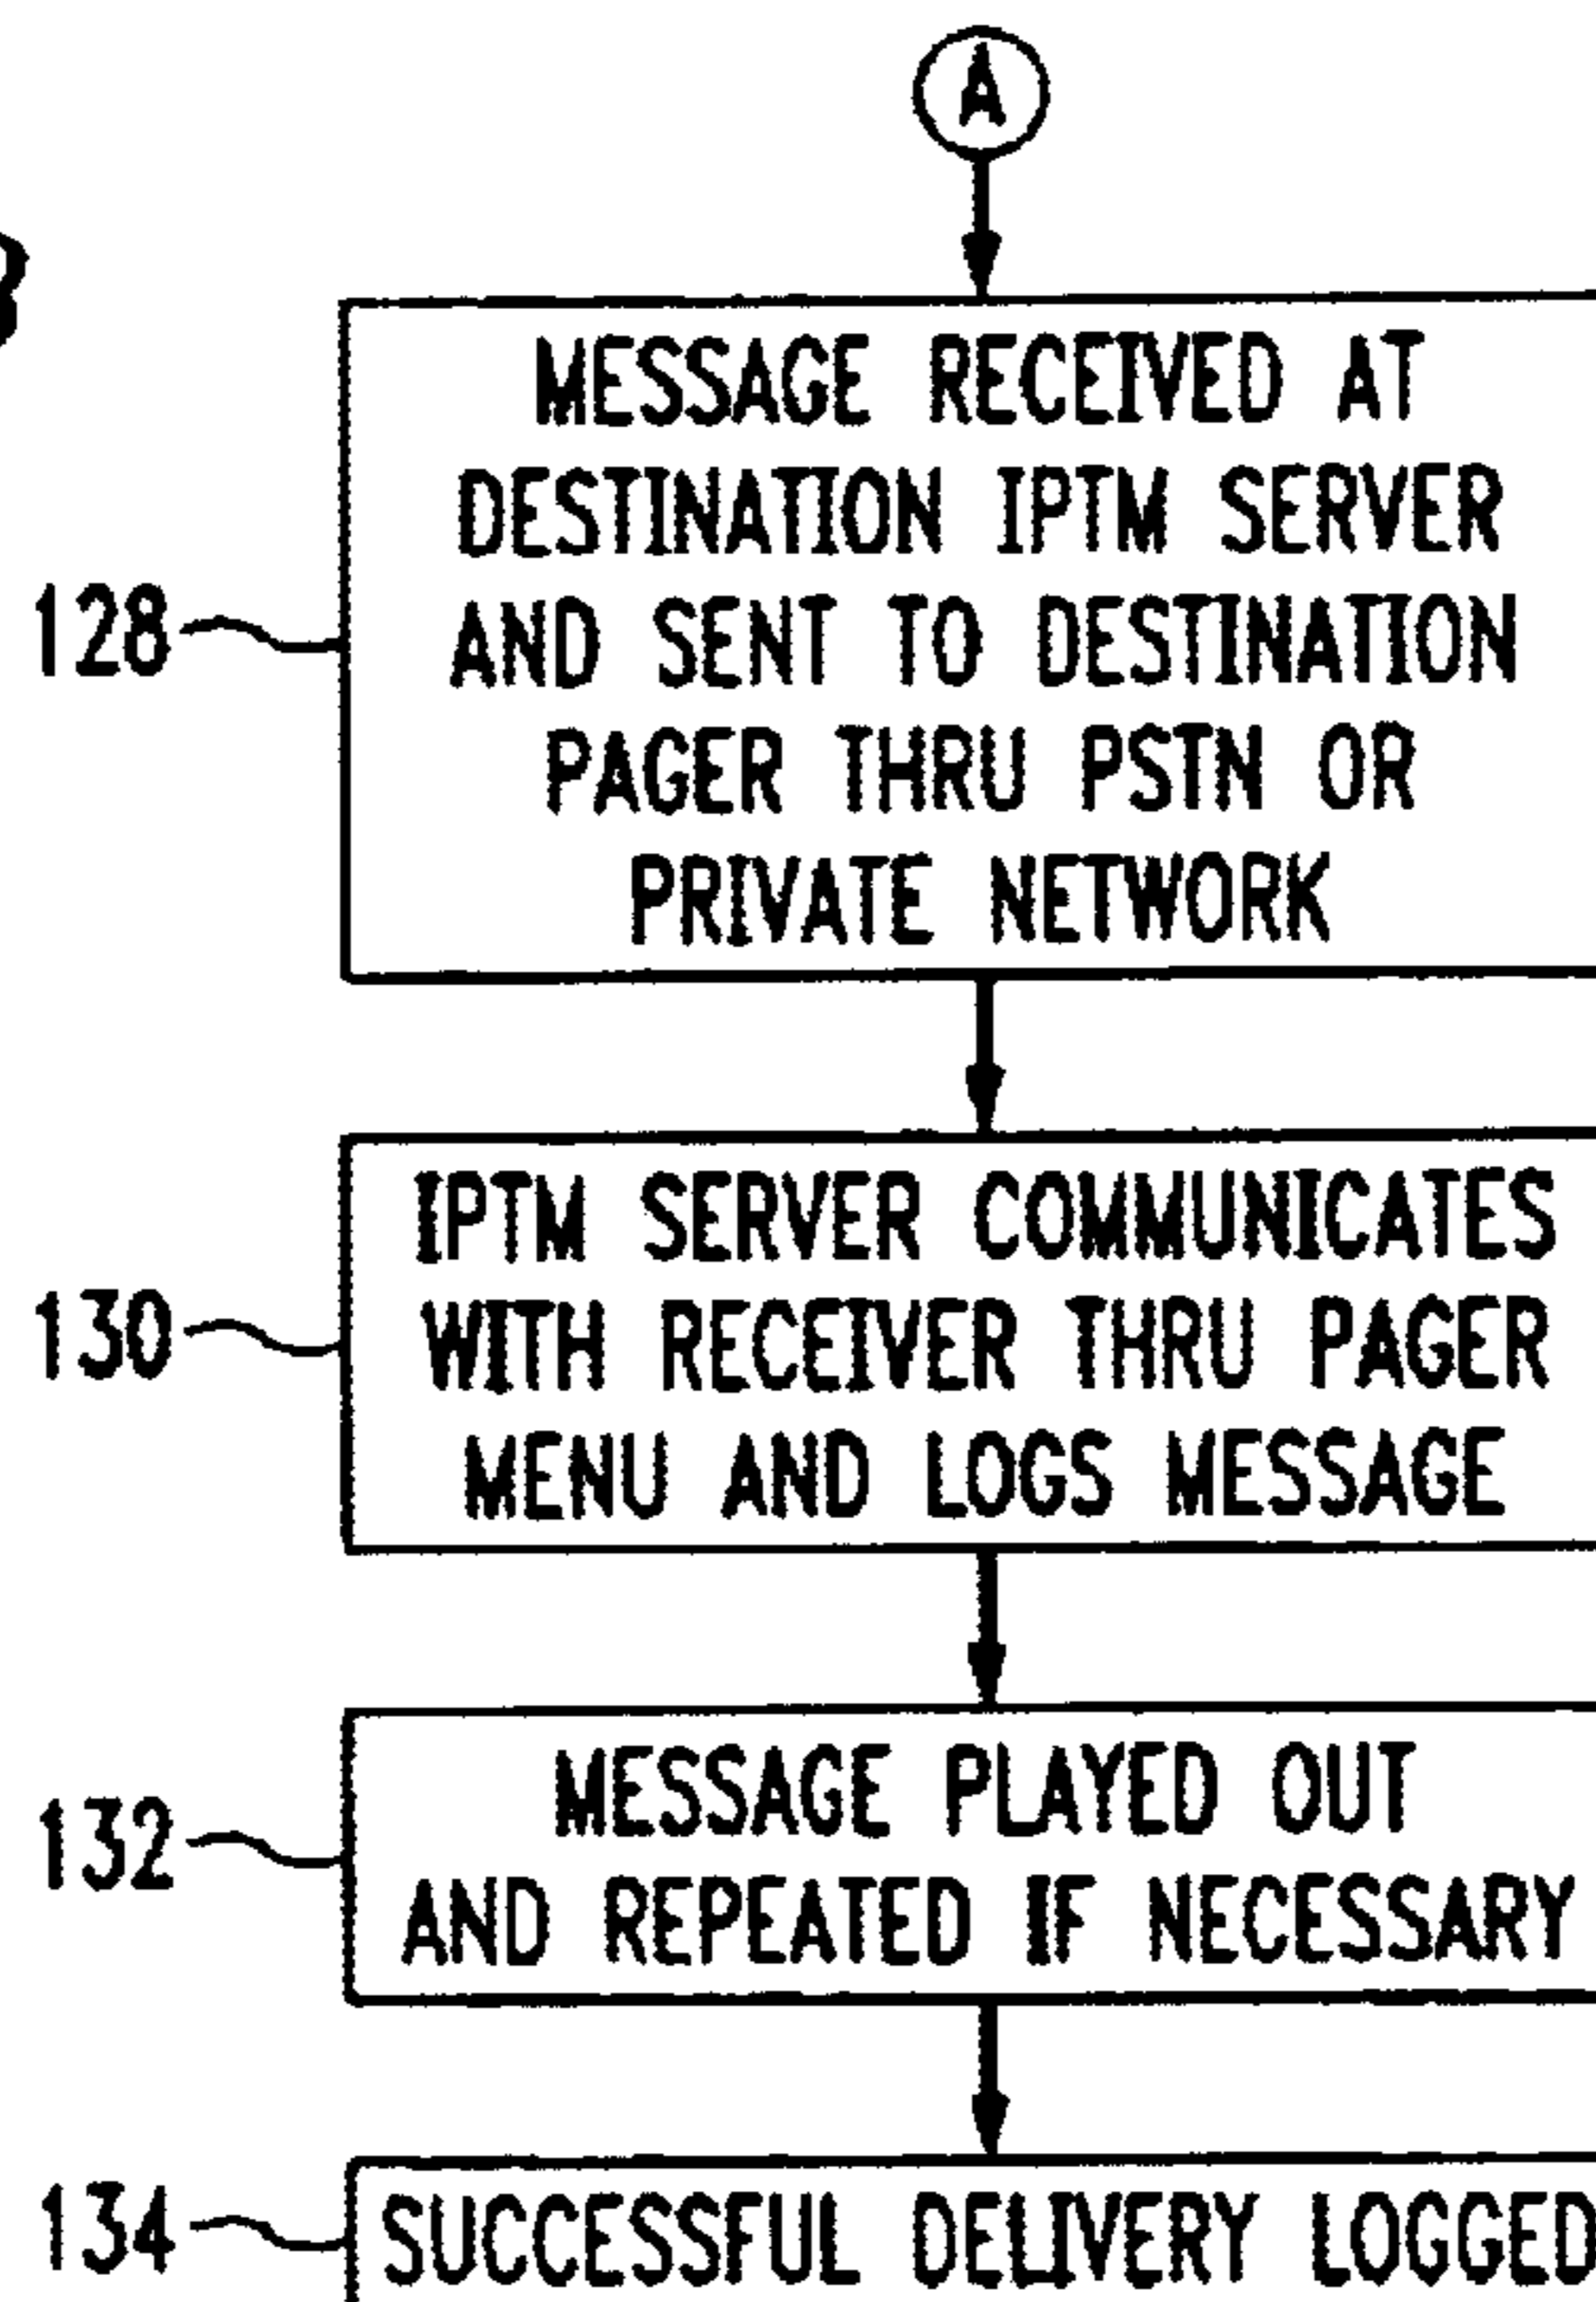 A
MESSAGE RECEIVED AT
DESTINATION IPTM SERVER
AND SENT TO DESTINATION
PAGER THRU PSTN OR
PRIVATE NETWORK
128
IPTM SERVER COMMUNICATES
WITH RECEIVER THRU PAGER
MENU AND LOGS MESSAGE
130
MESSAGE PLAYED OUT
AND REPEATED IF NECESSARY
132
SUCCESSFUL DELIVERY LOGGED
134